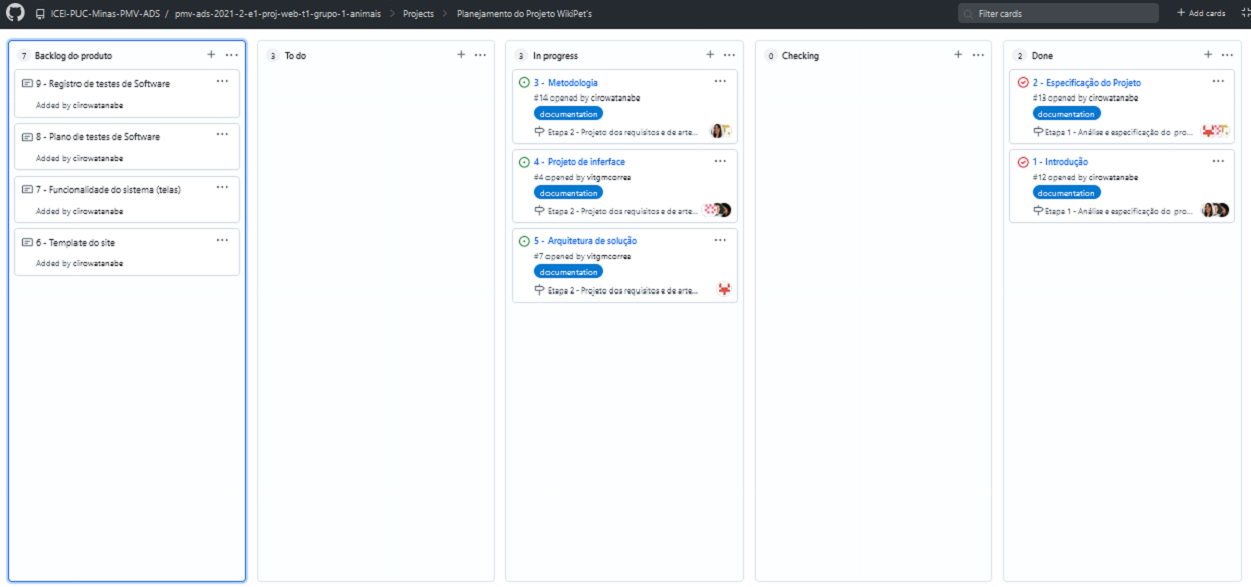 ICEI-PUC-Minas-PMV-ADS / pmv-ads-2021-2-e1-proj-web-t1-grupo-1-animais > Projects > Planejamento do Projeto WikiPet's
Filter cards
+ Add cards
7 Backlog do produto
9 - Registro de testes de Software
Added by cirowatanabe
8 - Plano de testes de Software
Added by cirowatanabe
7 - Funcionalidade do sistema (telas)
Added by cirowatanabe
6 - Template do site
Added by cirowatanabe
3 To do
3 In progress
3 - Metodologia
#14 opened by cirowatanabe
documentation
Etapa 2 - Projeto dos requisitos e de arte...
4 - Projeto de inferface
#4 opened by vitgmcorrea
documentation
Etapa 2 - Projeto dos requisitos e de arte...
5 - Arquitetura de solução
#7 opened by vitgmcorrea
documentation
Etapa 2 - Projeto dos requisitos e de arte...
0 Checking
2 Done
2 - Especificação do Projeto
#13 opened by cirowatanabe
documentation
Etapa 1 - Análise e especificação do pro...
1 - Introdução
#12 opened by cirowatanabe
documentation
Etapa 1 - Análise e especificação do pro...